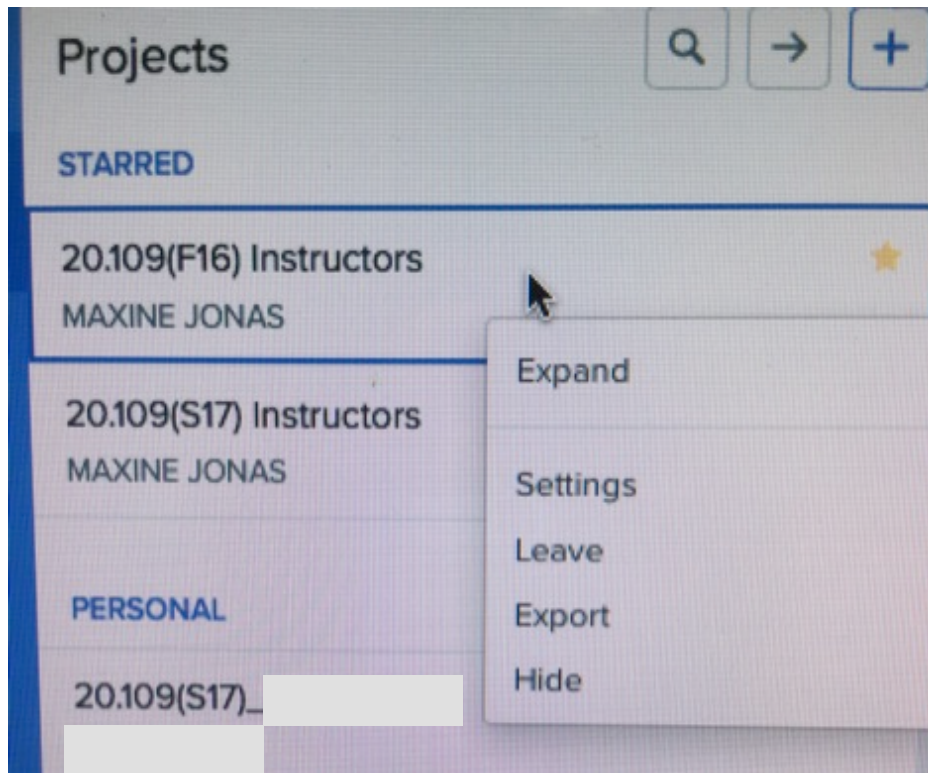 Projects
STARRED
20.109(F16) Instructors
MAXINE JONAS
Expand
20.109(S17) Instructors
MAXINE JONAS
Settings
Leave
Export
Hide
PERSONAL
20.109(S17)_